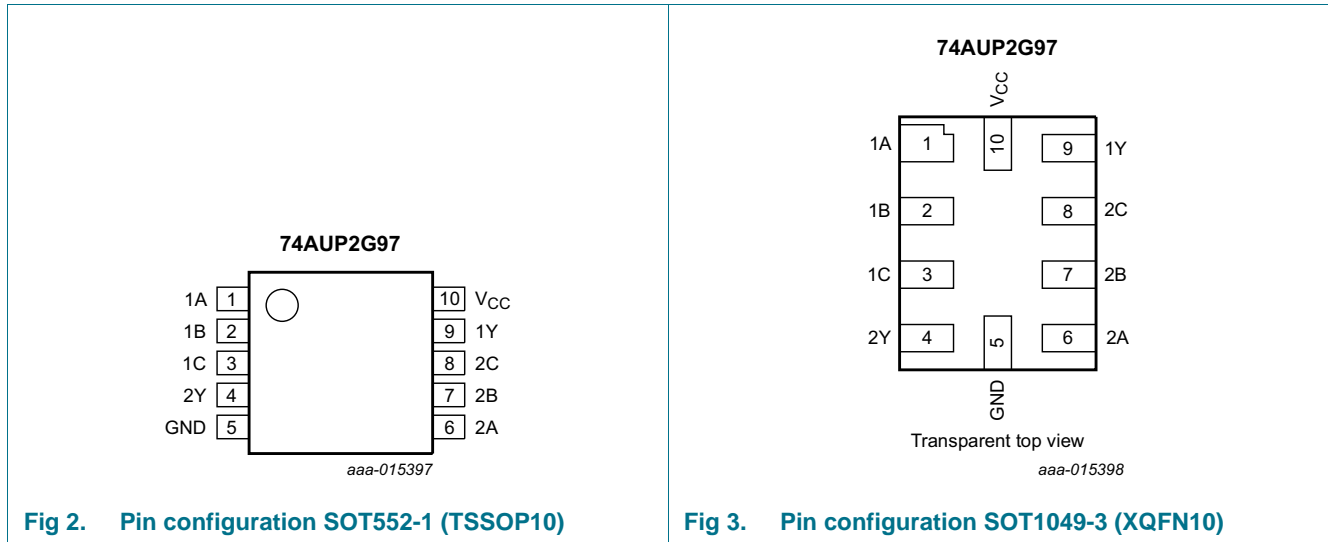 74AUP2G97
1A 1 10 VCC
1B 2 9 1Y
1C 3 8 2C
2Y 4 7 2B
GND 5 6 2A
aaa-015397
Fig 2. Pin configuration SOT552-1 (TSSOP10)
74AUP2G97
VCC
10
1A 1 9 1Y
1B 2 8 2C
1C 3 7 2B
2Y 4 6 2A
5
GND
Transparent top view
aaa-015398
Fig 3. Pin configuration SOT1049-3 (XQFN10)